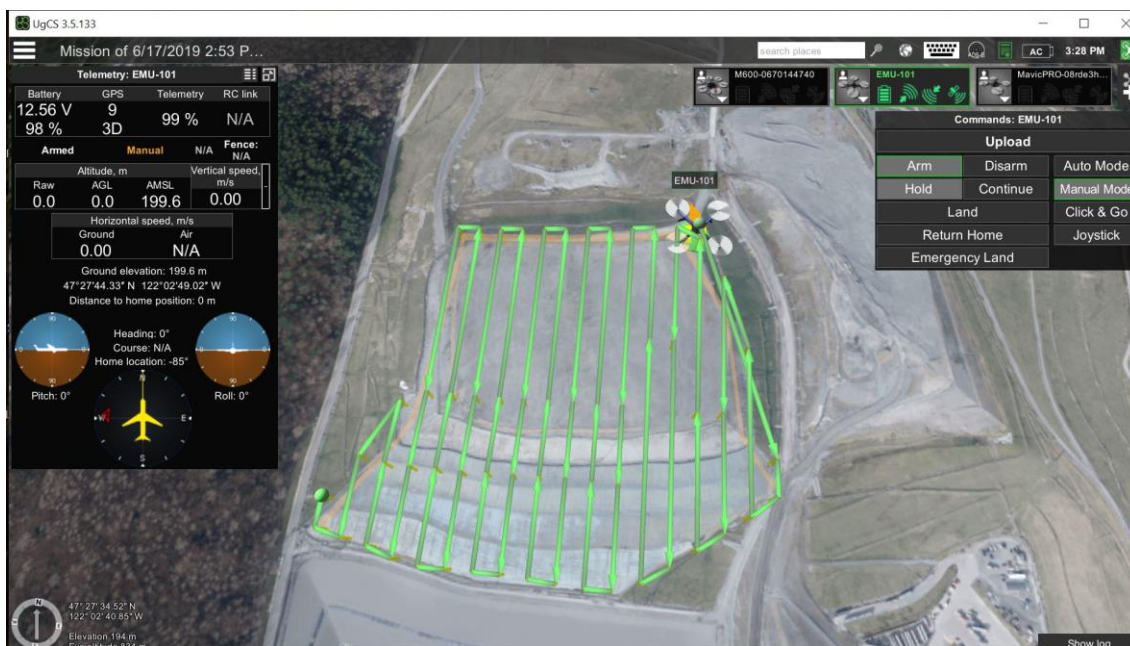 UgCS 3.5.133
Mission of 6/17/2019 2:53 P...
search places
ADS-B
AC
3:28 PM
Telemetry: EMU-101
Battery GPS Telemetry RC link
12.56 V 9 99 % N/A
98 % 3D
Armed Manual N/A Fence: N/A
Altitude, m Vertical speed, m/s
Raw AGL AMSL 0.00
0.0 0.0 199.6
Horizontal speed, m/s
Ground Air
0.00 N/A
Ground elevation: 199.6 m
47°27'44.33" N 122°02'49.02" W
Distance to home position: 0 m
Heading: 0°
Course: N/A
Home location: -85°
Pitch: 0° Roll: 0°
N
W E
S
M600-0670144740
EMU-101
MavicPRO-08rde3h...
Commands: EMU-101
Upload
Arm Disarm Auto Mode
Hold Continue Manual Mode
Land Click & Go
Return Home Joystick
Emergency Land
EMU-101
47° 27' 34.52" N
122° 02' 40.85" W
Elevation 194 m
Show log